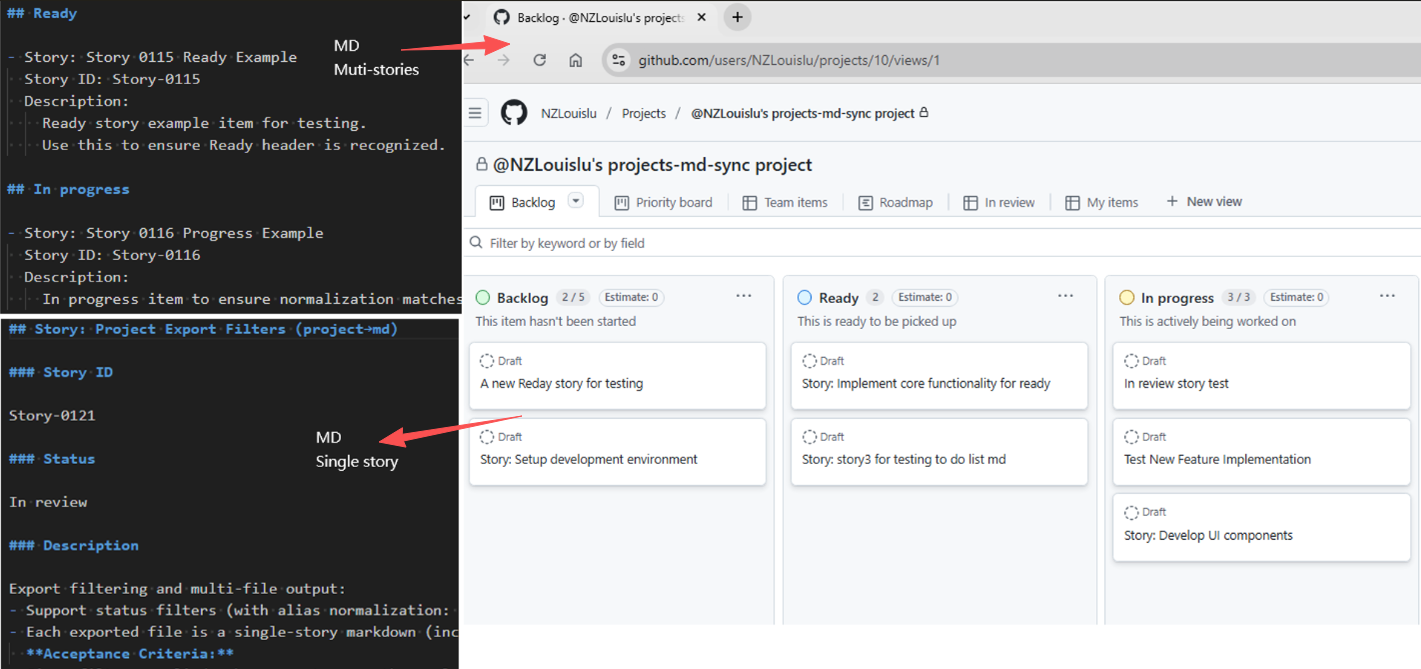 ## Ready
- Story: Story 0115 Ready Example
Story ID: Story-0115
Description:
Ready story example item for testing.
Use this to ensure Ready header is recognized.
## In progress
- Story: Story 0116 Progress Example
Story ID: Story-0116
Description:
In progress item to ensure normalization matches
MD
Muti-stories
## Story: Project Export Filters (project→md)
### Story ID
Story-0121
### Status
In review
### Description
Export filtering and multi-file output:
- Support status filters (with alias normalization:
- Each exported file is a single-story markdown (inc
**Acceptance Criteria:**
MD
Single story
Backlog · @NZLouislu's projects
github.com/users/NZLouislu/projects/10/views/1
NZLouislu / Projects / @NZLouislu's projects-md-sync project
@NZLouislu's projects-md-sync project
Backlog Priority board Team items Roadmap In review My items + New view
Filter by keyword or by field
Backlog 2 / 5 Estimate: 0 ...
This item hasn't been started
Draft
A new Reday story for testing
Draft
Story: Setup development environment
Ready 2 Estimate: 0 ...
This is ready to be picked up
Draft
Story: Implement core functionality for ready
Draft
Story: story3 for testing to do list md
In progress 3 / 3 Estimate: 0 ...
This is actively being worked on
Draft
In review story test
Draft
Test New Feature Implementation
Draft
Story: Develop UI components